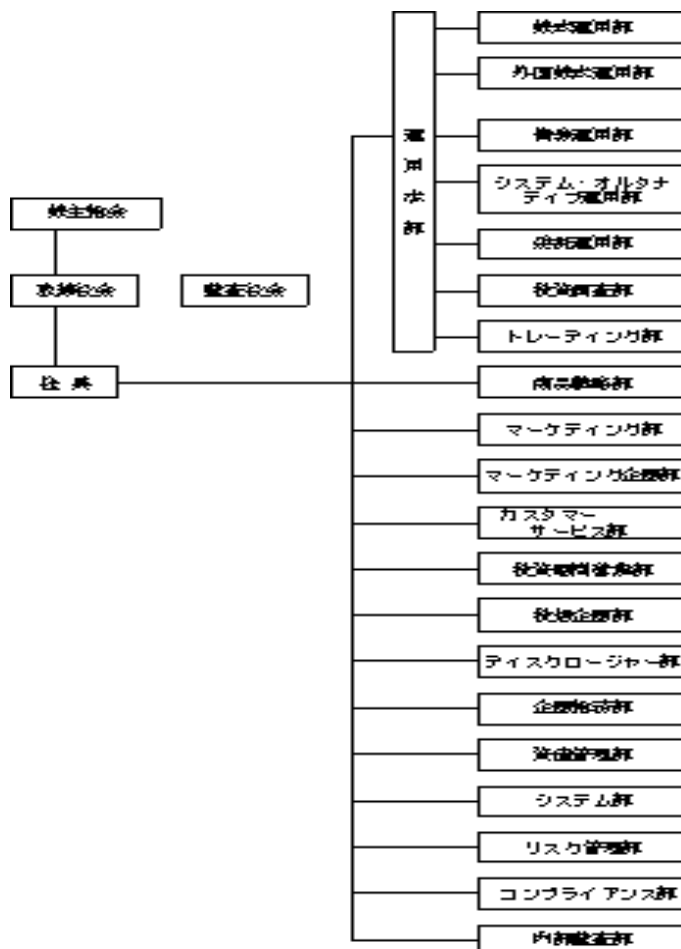 株式運用部
外国株式運用部
債券運用部
運用本部
システム・オルタナ
ティブ運用部
株主総会
取締役会
監査役会
投資調査部
トレーディング部
役員
商品戦略部
マーケティング部
マーケティング企画部
カスタマー
サービス部
投資顧問営業部
ディスクロージャー部
企画総務部
システム部
リスク管理部
コンプライアンス部
内部監査部